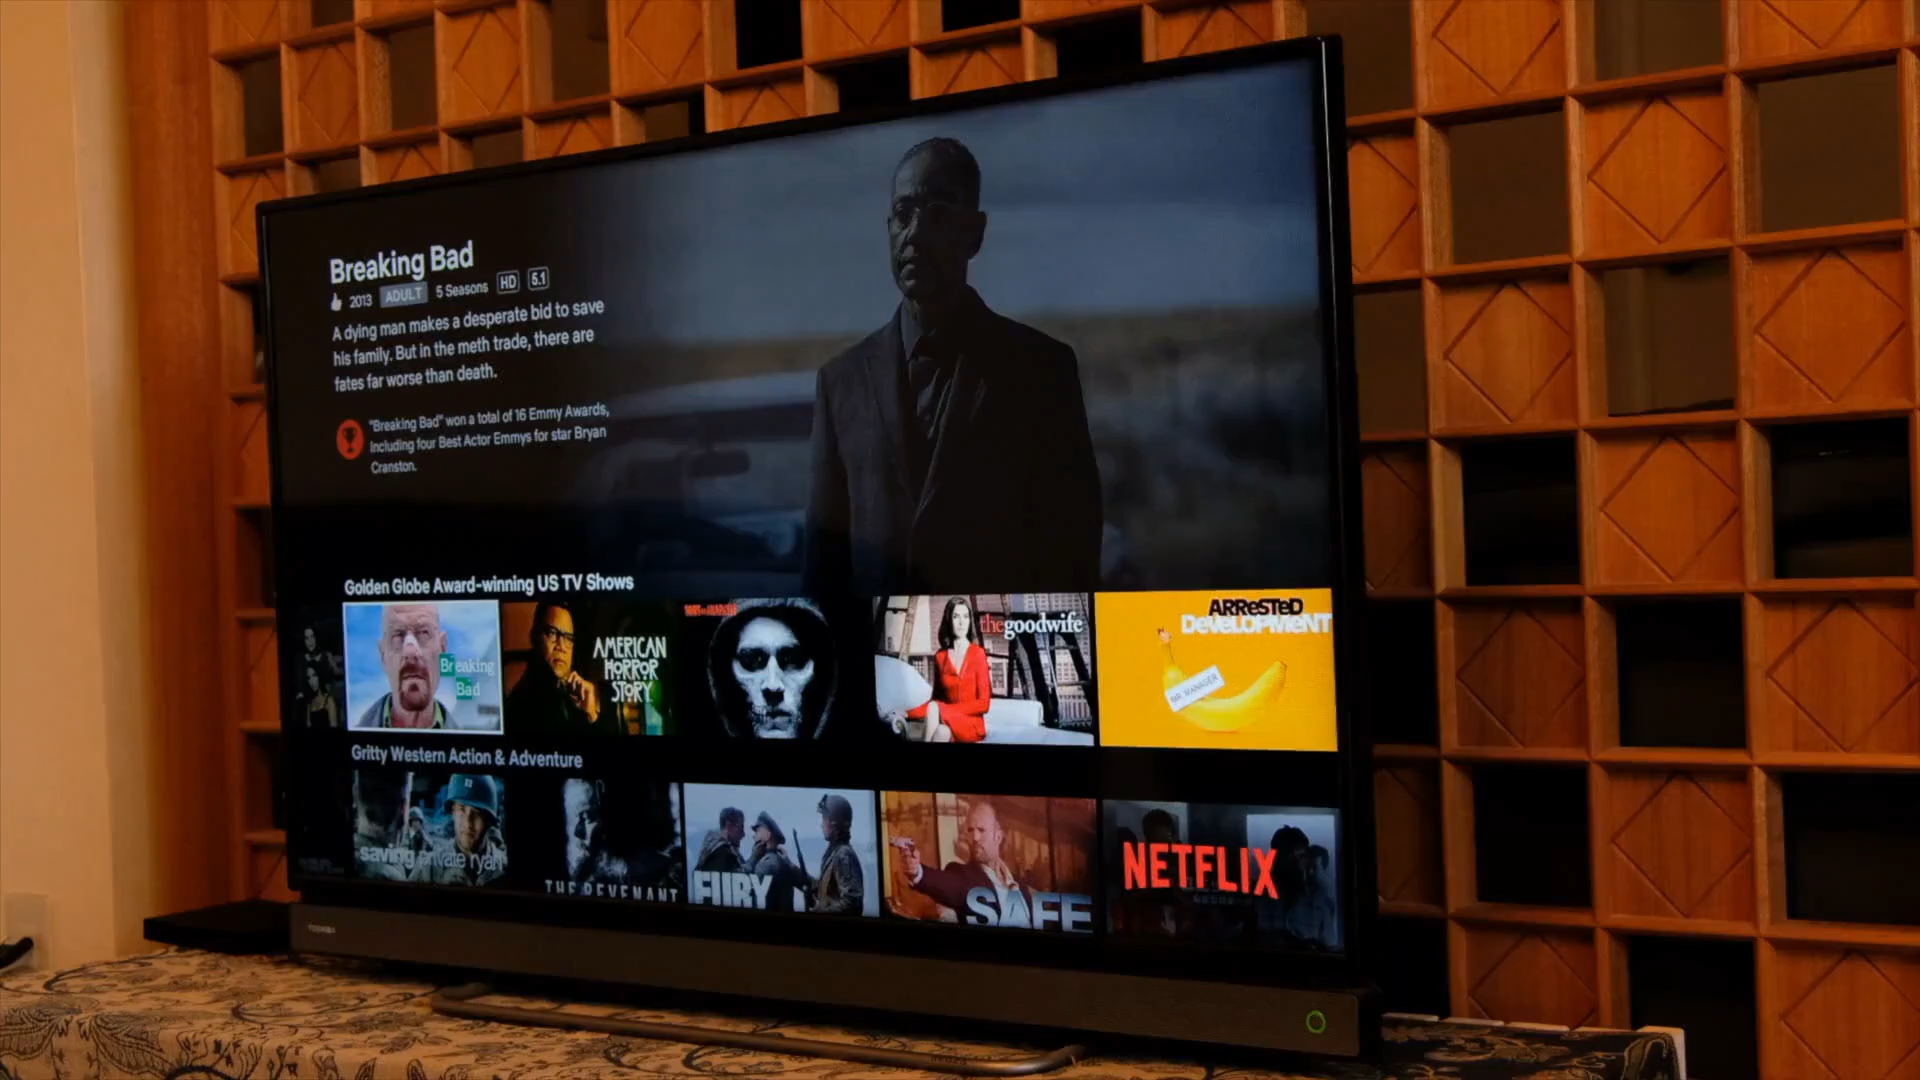 Breaking Bad
2013 ADULT 5 Seasons HD 5.1
A dying man makes a desperate bid to save
his family. But in the meth trade, there are
fates far worse than death.
"Breaking Bad" won a total of 16 Emmy Awards,
Including four Best Actor Emmys for star Bryan
Cranston.
Golden Globe Award-winning US TV Shows
Breaking
Bad
AMERICAN
HORROR
STORY
thegoodwife
ARRESTED
DEVELOPMENT
MR. MANAGER
Gritty Western Action & Adventure
saving private ryan
THE REVENANT
FURY
SAFE
NETFLIX
TOSHIBA